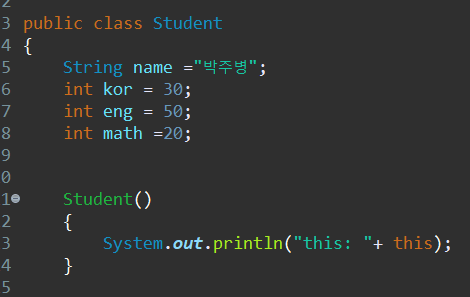 2
3 public class Student
4 {
5 String name ="박주병";
6 int kor = 30;
7 int eng = 50;
8 int math =20;
9
0
1 Student()
2 {
3 System.out.println("this: "+ this);
4 }
5